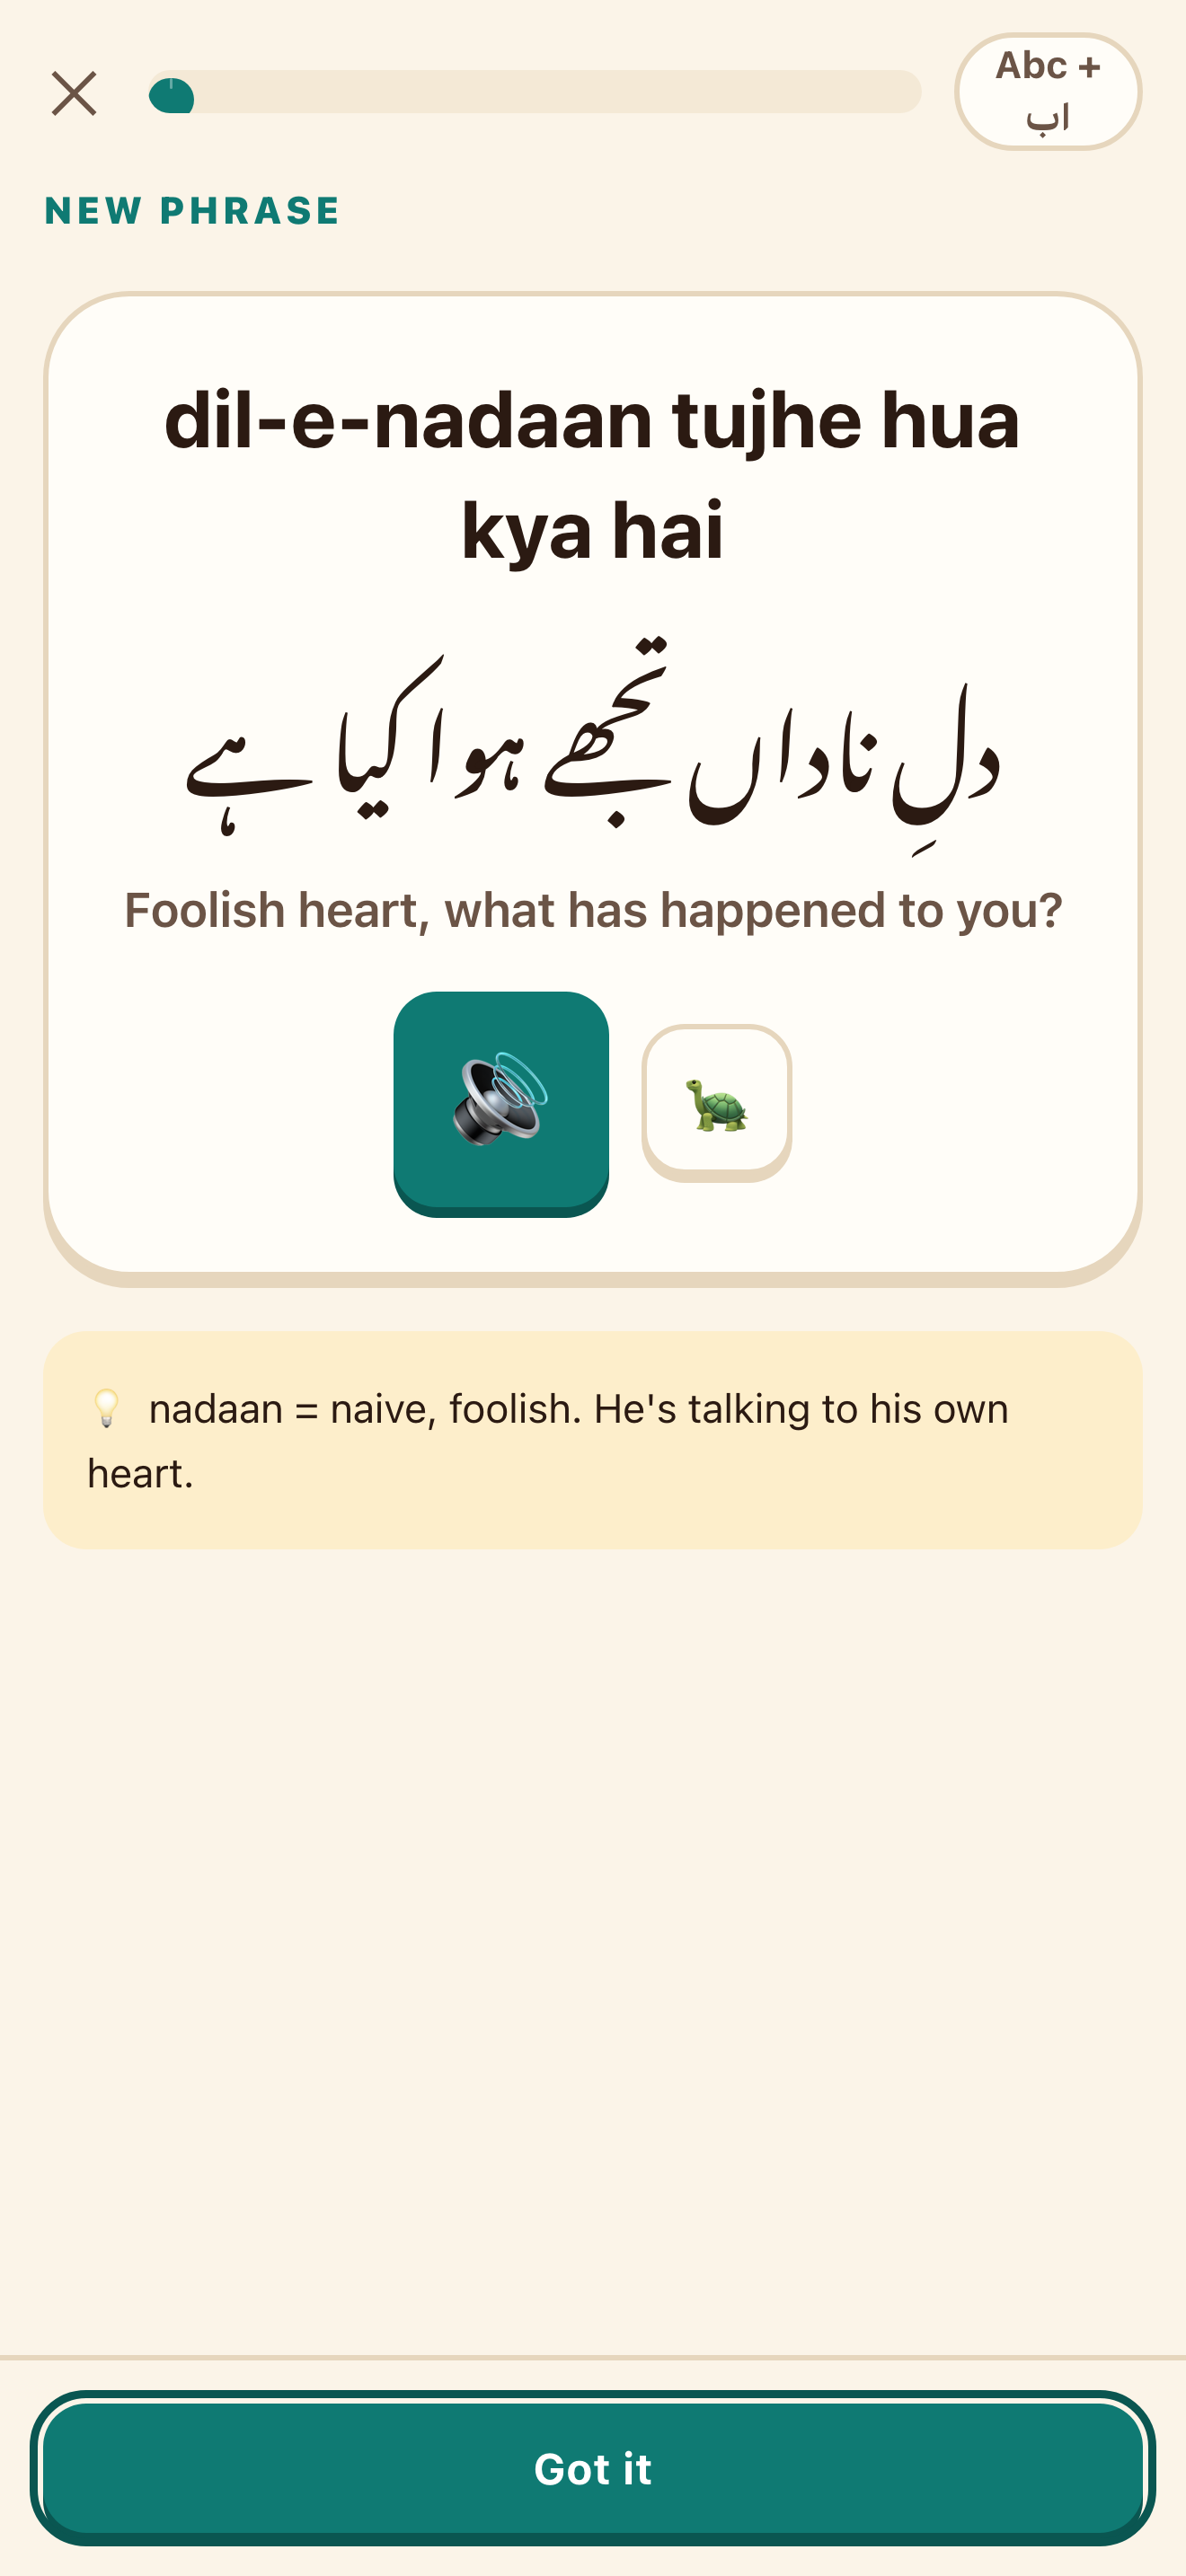 Abc +
اب
NEW PHRASE
dil-e-nadaan tujhe hua
kya hai
دلِ ناداں تجھے ہوا کیا ہے
Foolish heart, what has happened to you?
nadaan = naive, foolish. He's talking to his own
heart.
Got it